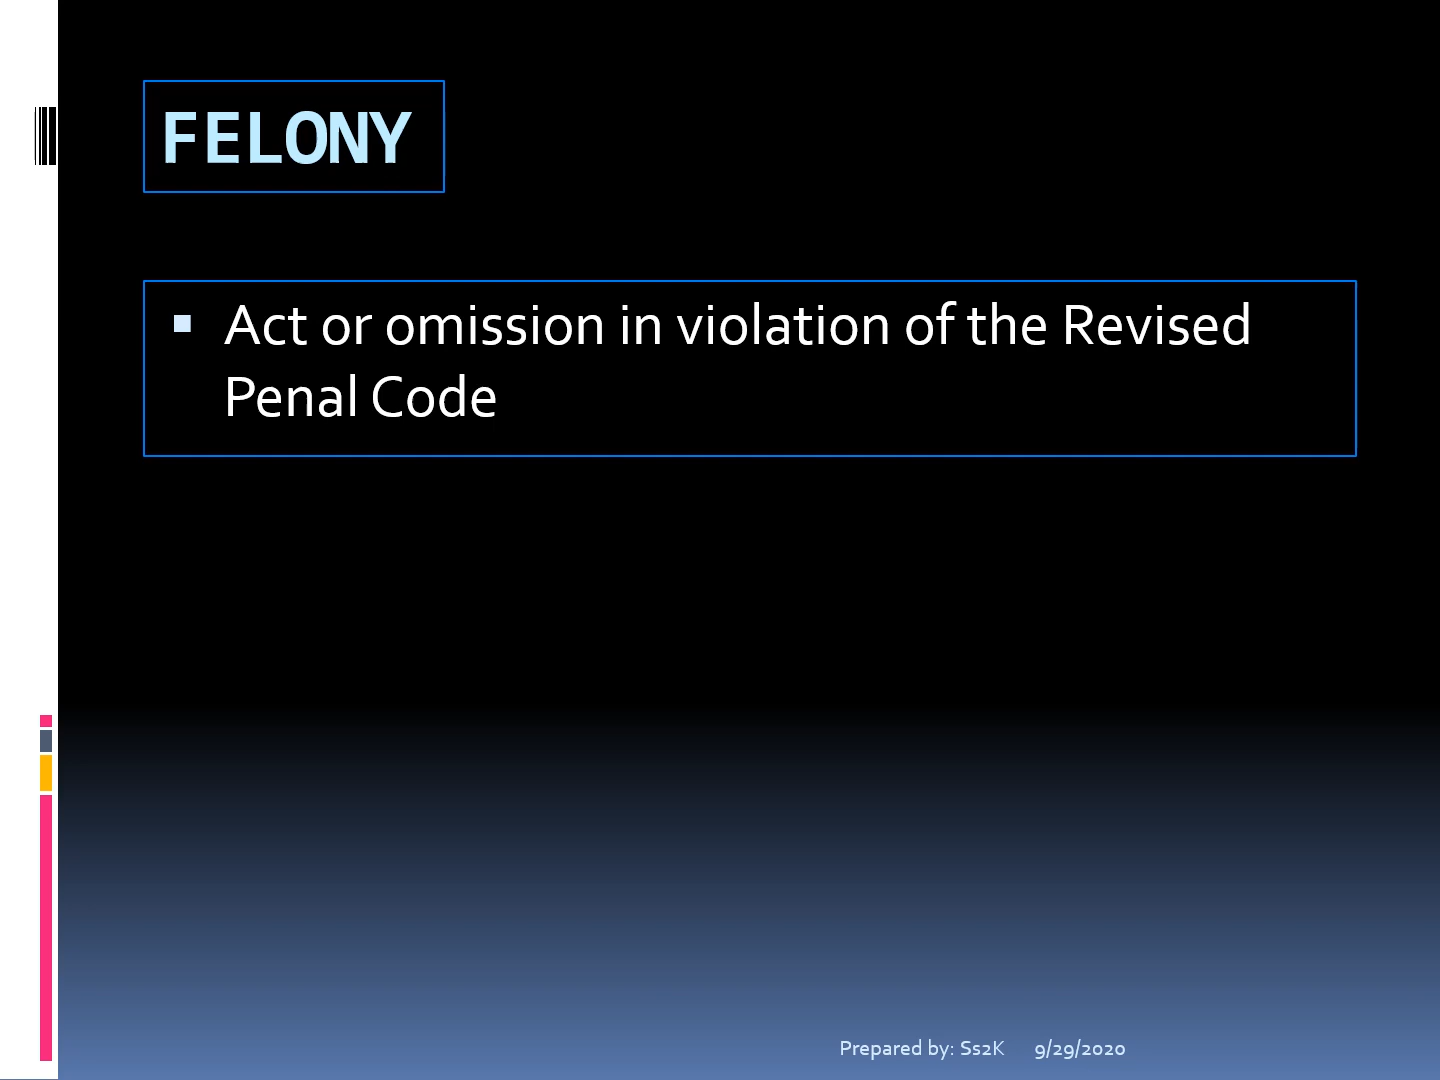 FELONY
▪ Act or omission in violation of the Revised
Penal Code
Prepared by: Ss2K 9/29/2020